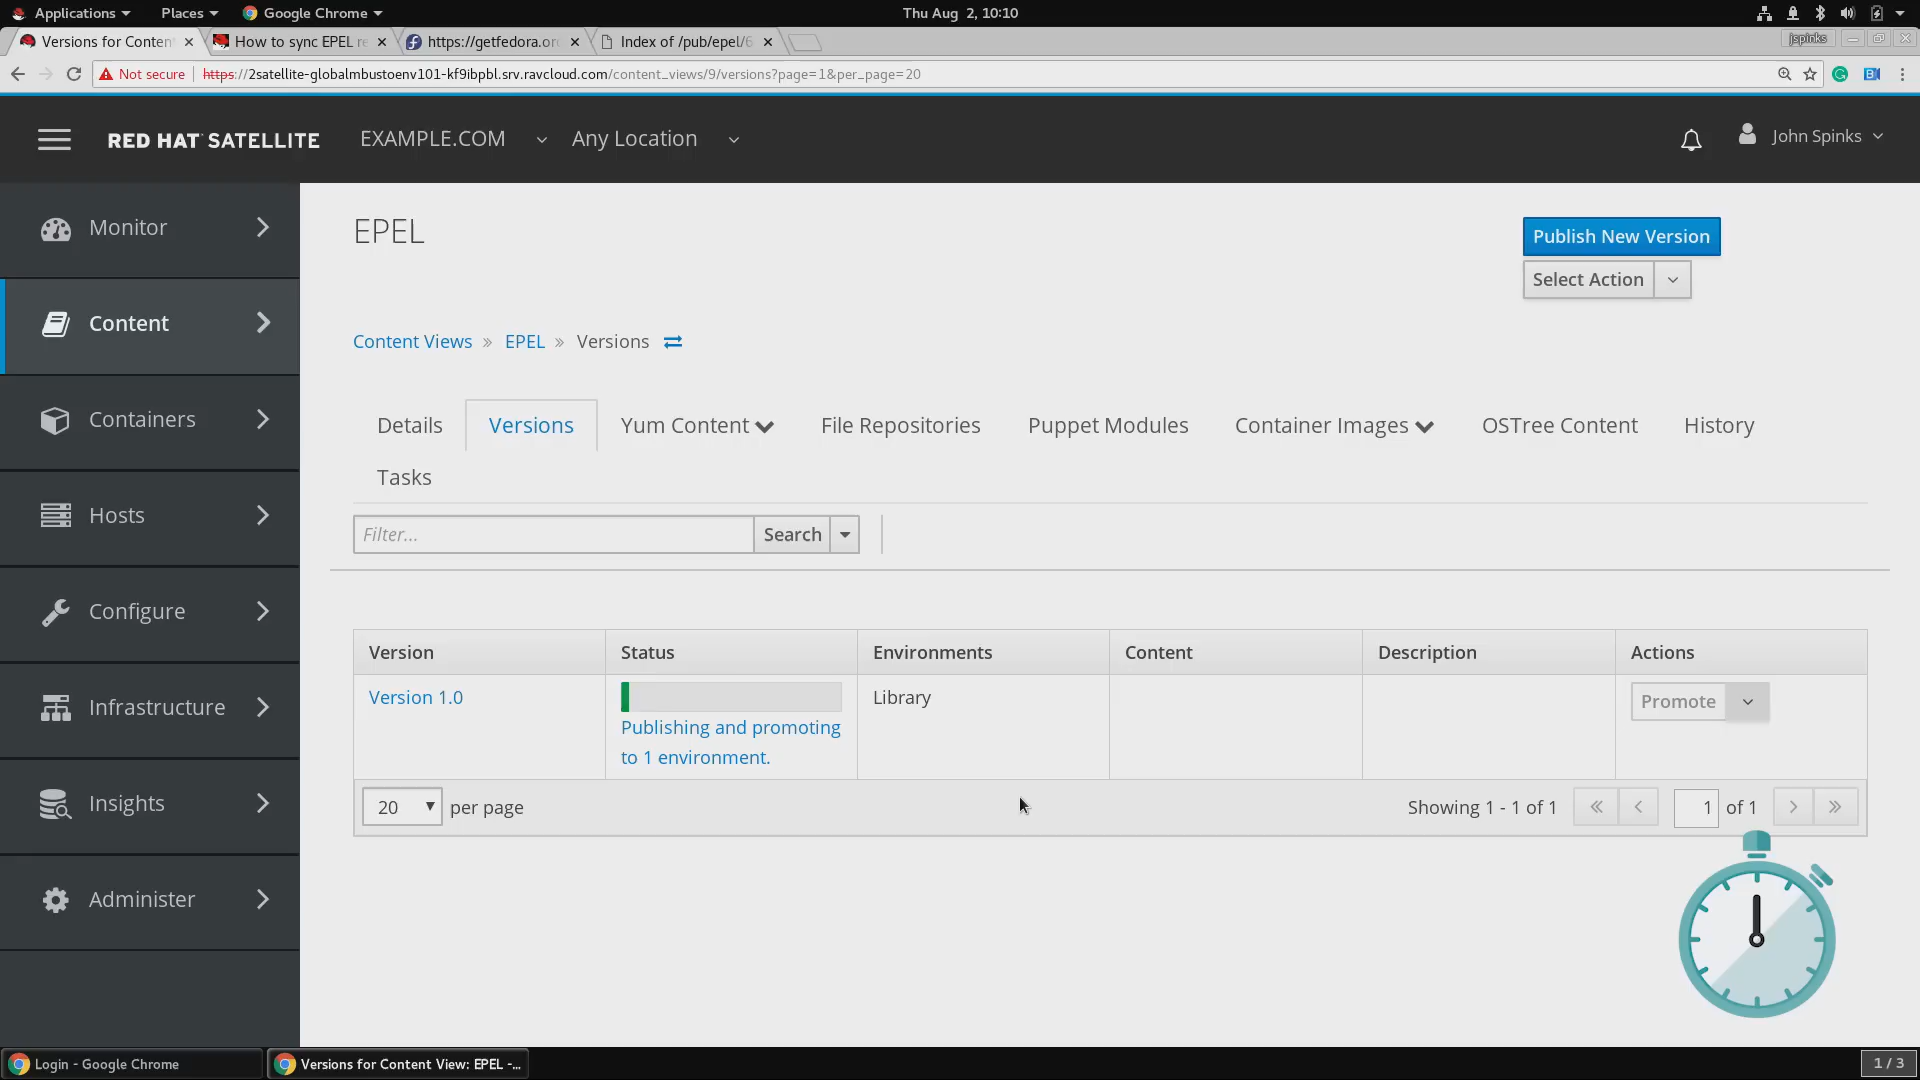 Applications Places Google Chrome Thu Aug 2, 10:10
Versions for Conten How to sync EPEL re https://getfedora.or Index of /pub/epel/6 jspinks
Not secure https://2satellite-globalmbustoenv101-kf9ibppbl.srv.ravcloud.com/content_views/9/versions?page=1&per_page=20
RED HAT SATELLITE EXAMPLE.COM Any Location John Spinks
Monitor
Content
Containers
Hosts
Configure
Infrastructure
Insights
Administer
EPEL
Publish New Version
Select Action
Content Views » EPEL » Versions
Details Versions Yum Content File Repositories Puppet Modules Container Images OSTree Content History
Tasks
Filter... Search
Version Status Environments Content Description Actions
Version 1.0 Library Promote
Publishing and promoting
to 1 environment.
20 per page Showing 1 - 1 of 1 « ‹ 1 of 1 › »
Login - Google Chrome Versions for Content View: EPEL -... 1 / 3